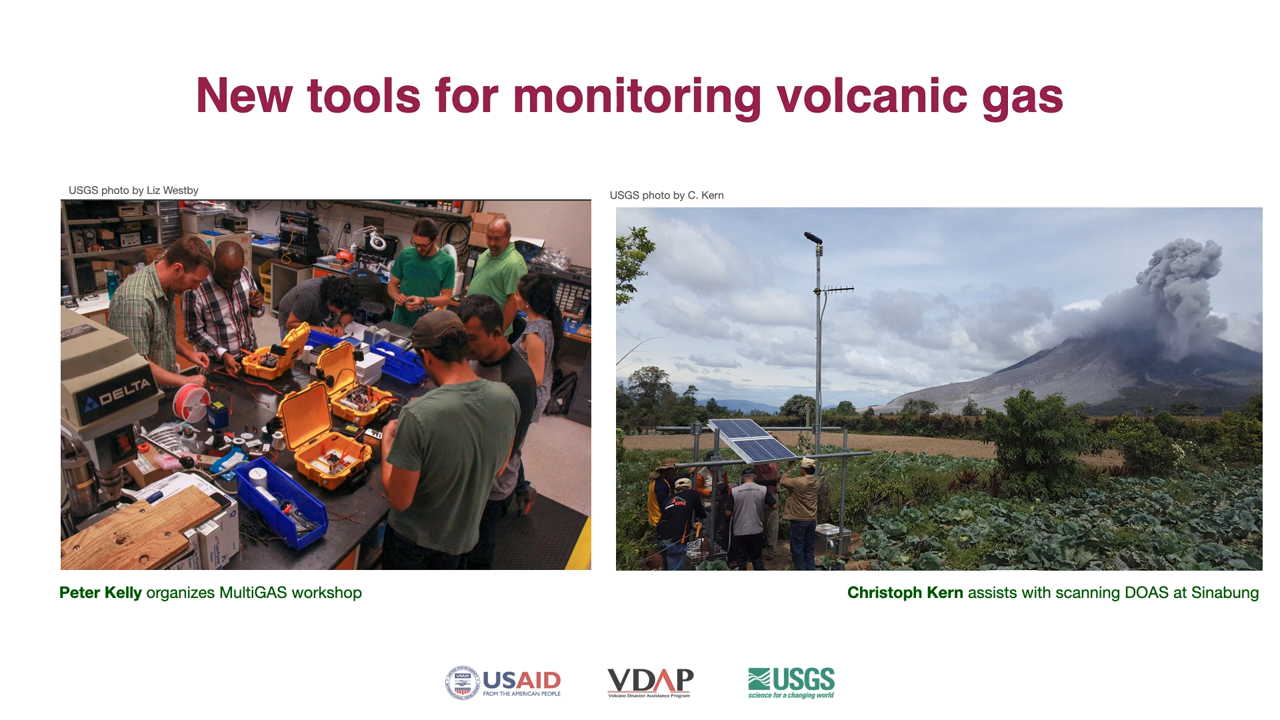 New tools for monitoring volcanic gas
USGS photo by Liz Westby
USGS photo by C. Kern
DELTA
Peter Kelly organizes MultiGAS workshop
Christoph Kern assists with scanning DOAS at Sinabung
USAID
FROM THE AMERICAN PEOPLE
VDAP
Volcano Disaster Assistance Program
USGS
science for a changing world